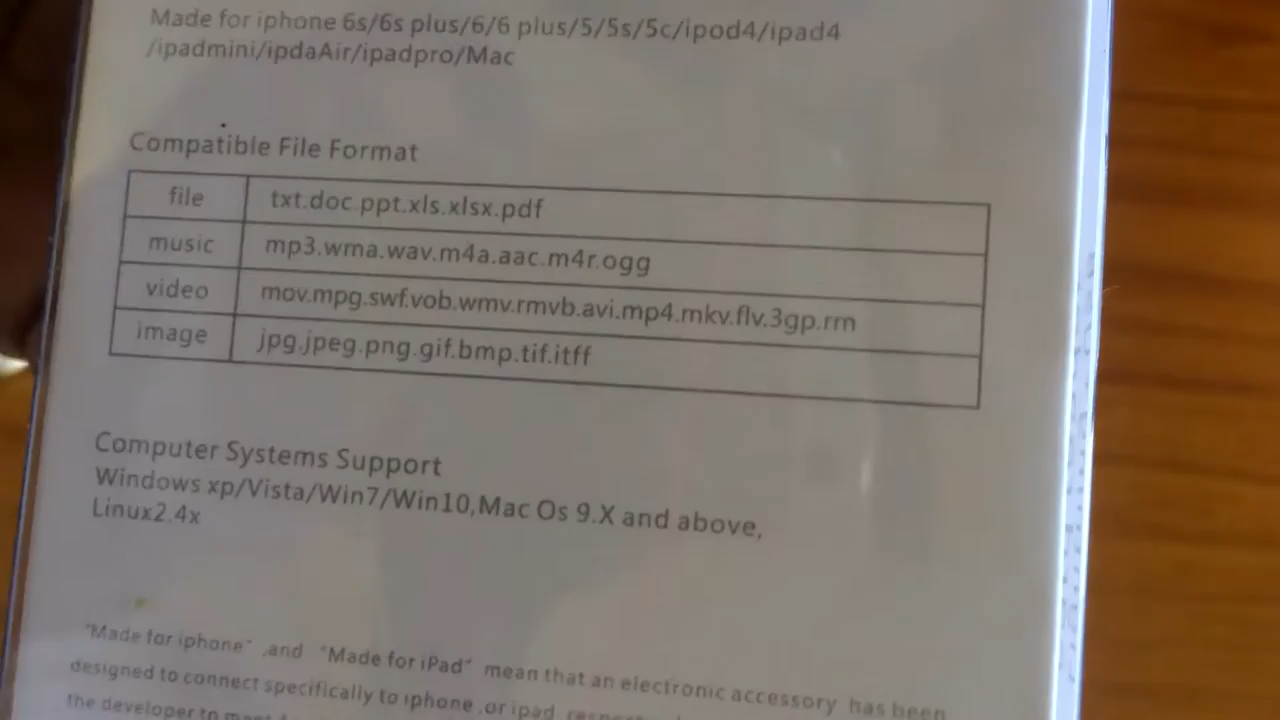 Made for iphone 6s/6s plus/6/6 plus/5/5s/5c/ipod4/ipad4
/ipadmini/ipdaAir/ipadpro/Mac
Compatible File Format
file txt.doc.ppt.xls.xlsx.pdf
music mp3.wma.wav.m4a.aac.m4r.ogg
video mov.mpg.swf.vob.wmv.rmvb.avi.mp4.mkv.flv.3gp.rm
image jpg.jpeg.png.gif.bmp.tif.itff
Computer Systems Support
Windows xp/Vista/Win7/Win10,Mac Os 9.X and above,
Linux2.4x
"Made for iphone" ,and "Made for iPad" mean that an electronic accessory has been
designed to connect specifically to iphone ,or ipad
the developer to